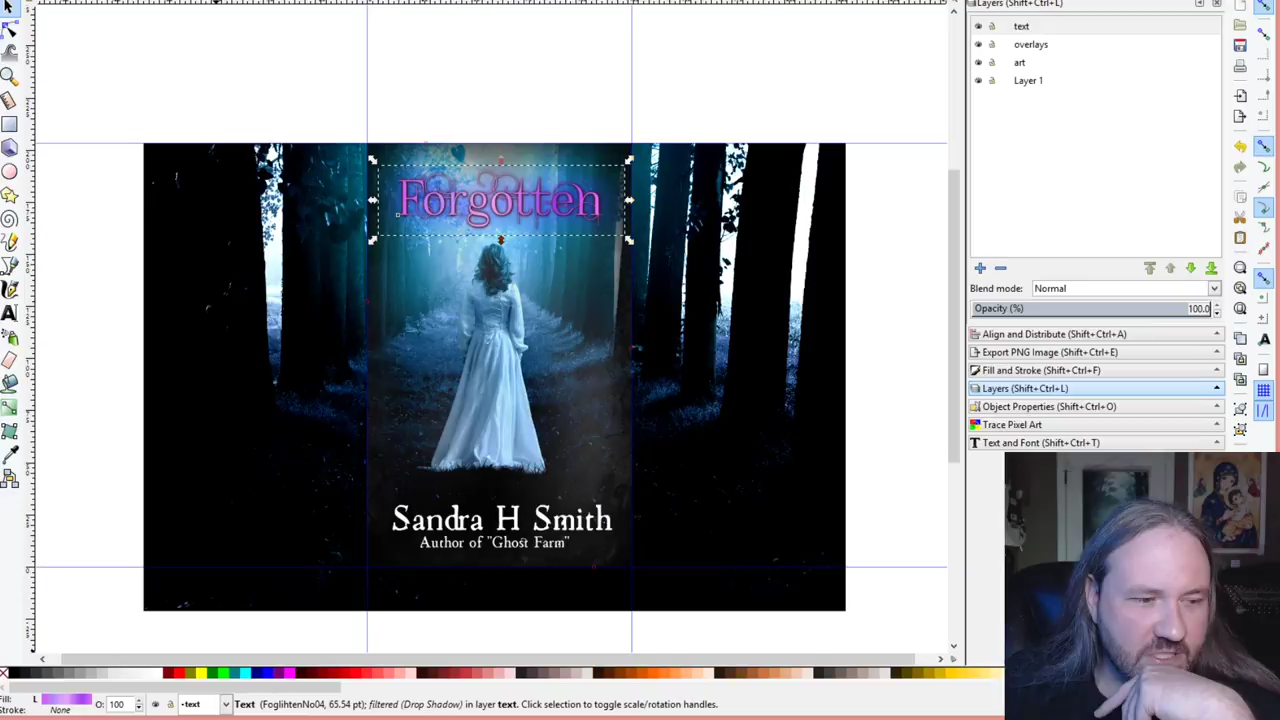 Layers (Shift+Ctrl+L)
text
overlays
art
Layer 1
Blend mode: Normal
Opacity (%) 100.0
Align and Distribute (Shift+Ctrl+A)
Export PNG Image (Shift+Ctrl+E)
Fill and Stroke (Shift+Ctrl+F)
Layers (Shift+Ctrl+L)
Object Properties (Shift+Ctrl+O)
Trace Pixel Art
Text and Font (Shift+Ctrl+T)
Forgotten
Sandra H Smith
Author of "Ghost Farm"
Fill: L O: 100 •text Text (FoglihtenNo04, 65.54 pt); filtered (Drop Shadow) in layer text. Click selection to toggle scale/rotation handles.
Stroke: None